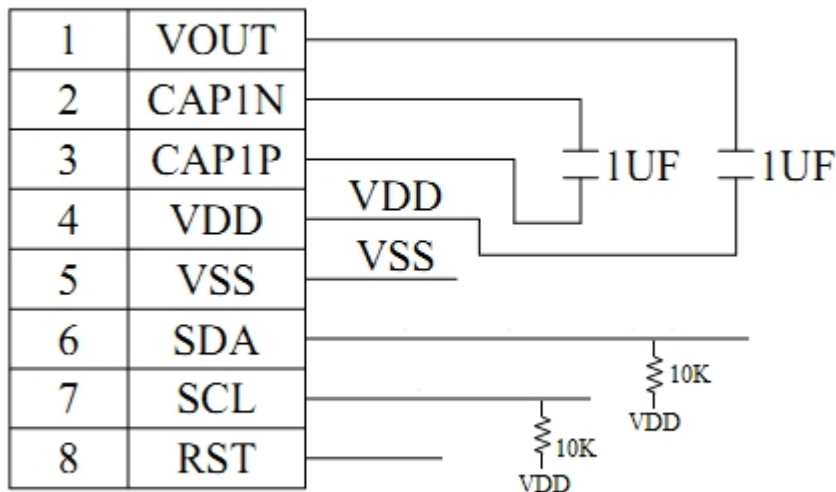 1 VOUT
2 CAP1N
3 CAP1P
1UF 1UF
VDD
4 VDD
VSS
5 VSS
6 SDA
10K
7 SCL
VDD
10K
8 RST
VDD